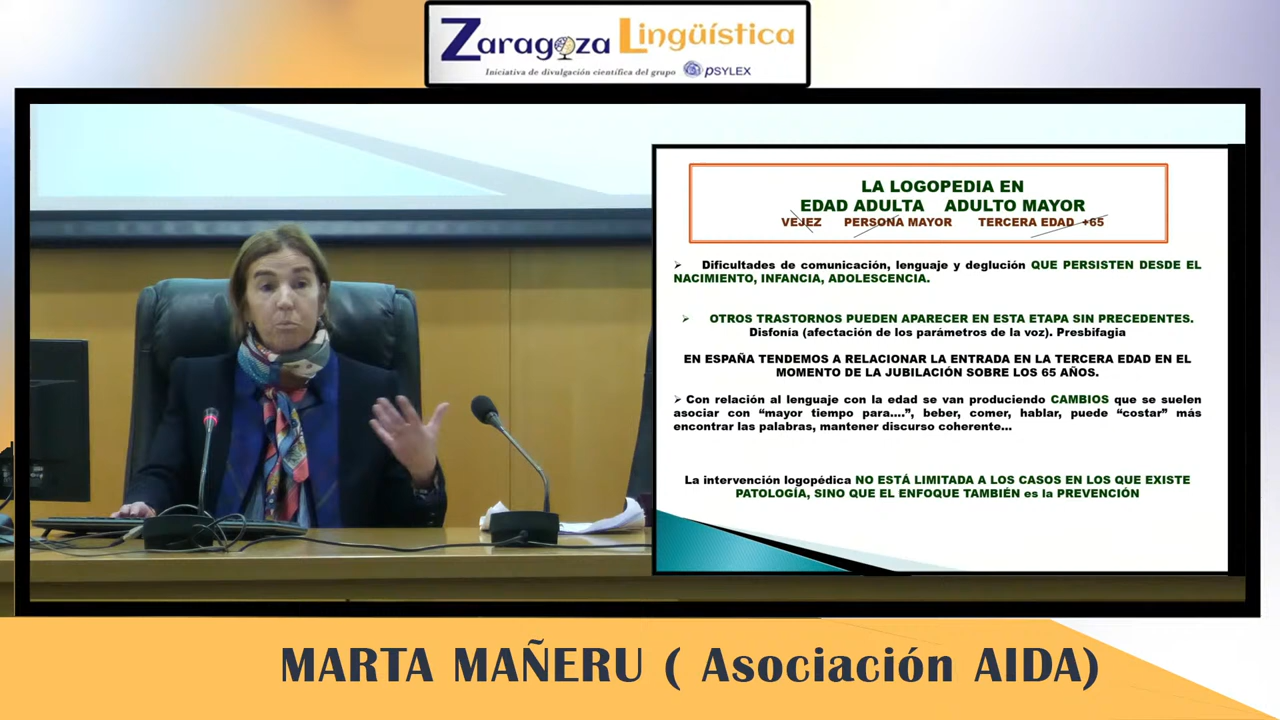 Zaragoza Lingüística
Iniciativa de divulgación científica del grupo PSYLEX
LA LOGOPEDIA EN
EDAD ADULTA ADULTO MAYOR
VEJEZ PERSONA MAYOR TERCERA EDAD +65
➢ Dificultades de comunicación, lenguaje y deglución QUE PERSISTEN DESDE EL
NACIMIENTO, INFANCIA, ADOLESCENCIA.
➢ OTROS TRASTORNOS PUEDEN APARECER EN ESTA ETAPA SIN PRECEDENTES.
Disfonía (afectación de los parámetros de la voz). Presbifagia
EN ESPAÑA TENDEMOS A RELACIONAR LA ENTRADA EN LA TERCERA EDAD EN EL
MOMENTO DE LA JUBILACIÓN SOBRE LOS 65 AÑOS.
➢ Con relación al lenguaje con la edad se van produciendo CAMBIOS que se suelen
asociar con “mayor tiempo para....”, beber, comer, hablar, puede “costar” más
encontrar las palabras, mantener discurso coherente...
La intervención logopédica NO ESTÁ LIMITADA A LOS CASOS EN LOS QUE EXISTE
PATOLOGÍA, SINO QUE EL ENFOQUE TAMBIÉN es la PREVENCIÓN
MARTA MAÑERU ( Asociación AIDA)